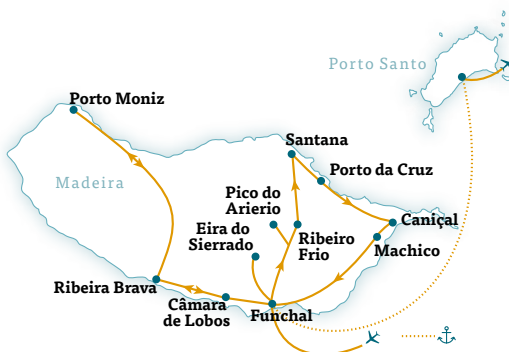 Porto Santo
Porto Moniz
Santana
Porto da Cruz
Madeira
Pico do
Arierio
Caniçal
Eira do
Sierrado
Ribeiro
Frio
Machico
Ribeira Brava
Câmara
de Lobos
Funchal